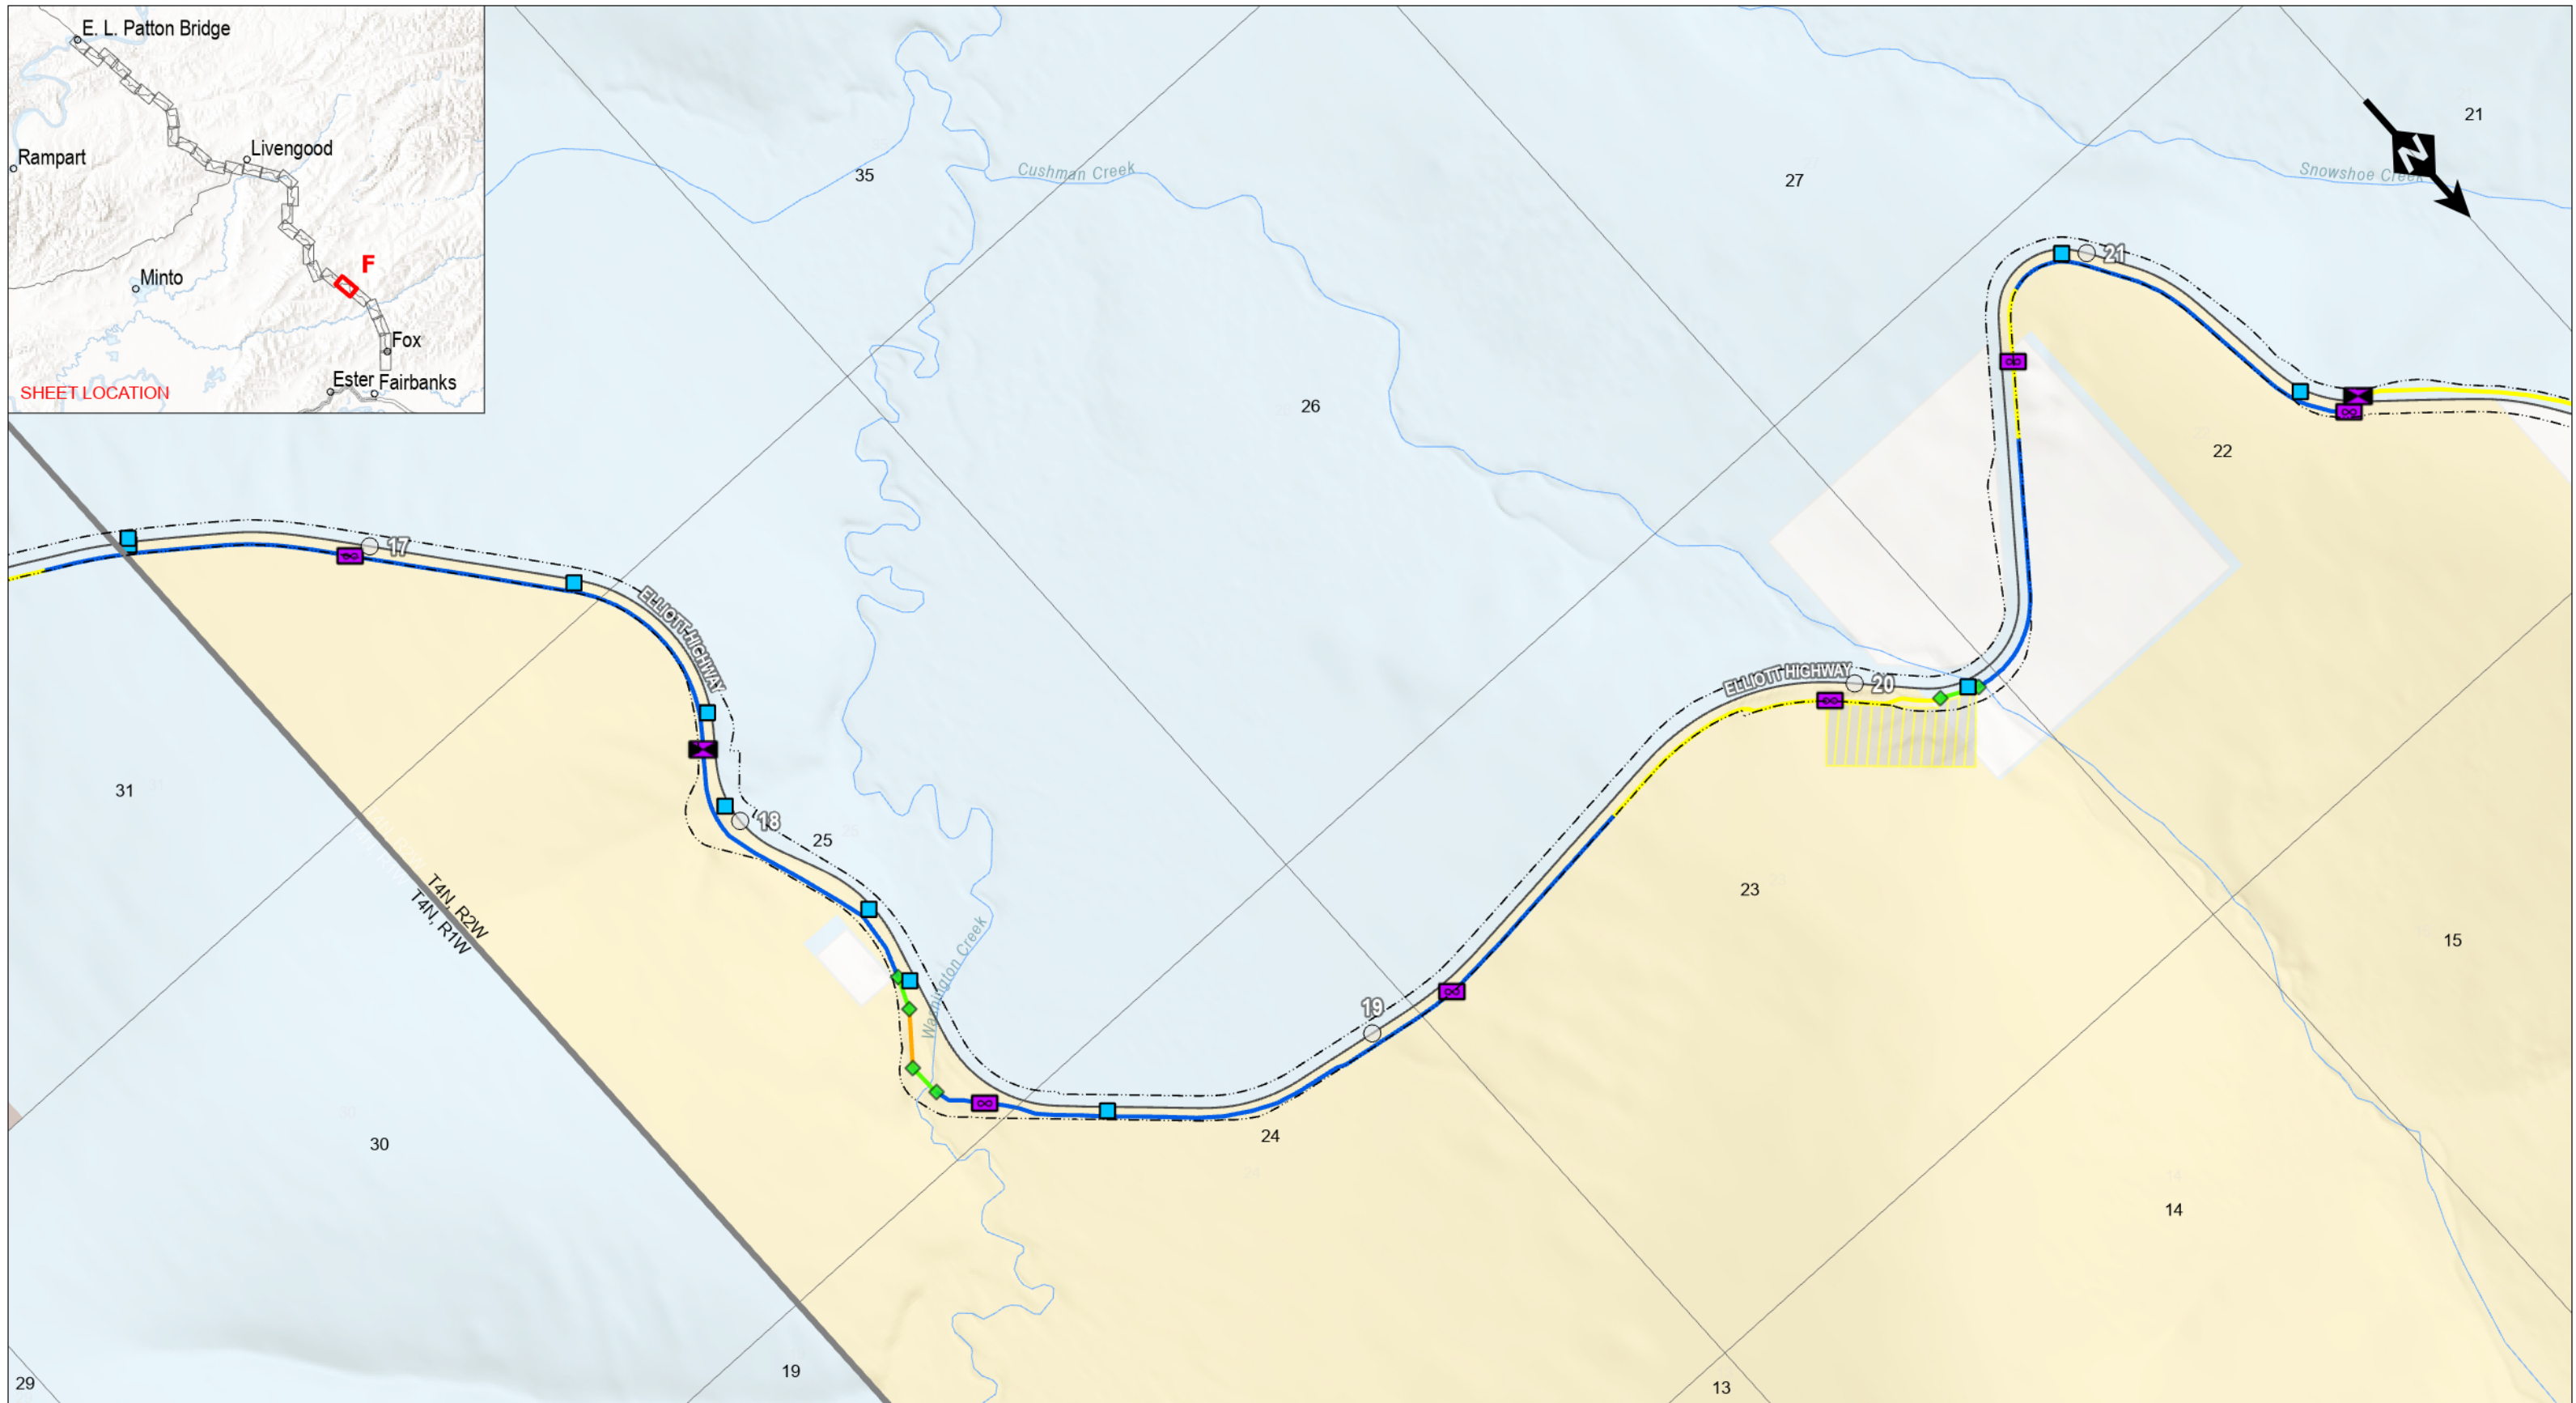 E. L. Patton Bridge
Rampart
Livengood
Minto
F
Fox
Ester
Fairbanks
SHEET LOCATION
35
Cushman Creek
27
21
N
Snowshoe Creek
26
21
22
17
ELLIOTT HIGHWAY
ELLIOTT HIGHWAY
20
31
18
25
23
T4N, R2W
T4N, R1W
Washington Creek
15
19
30
24
14
29
19
13